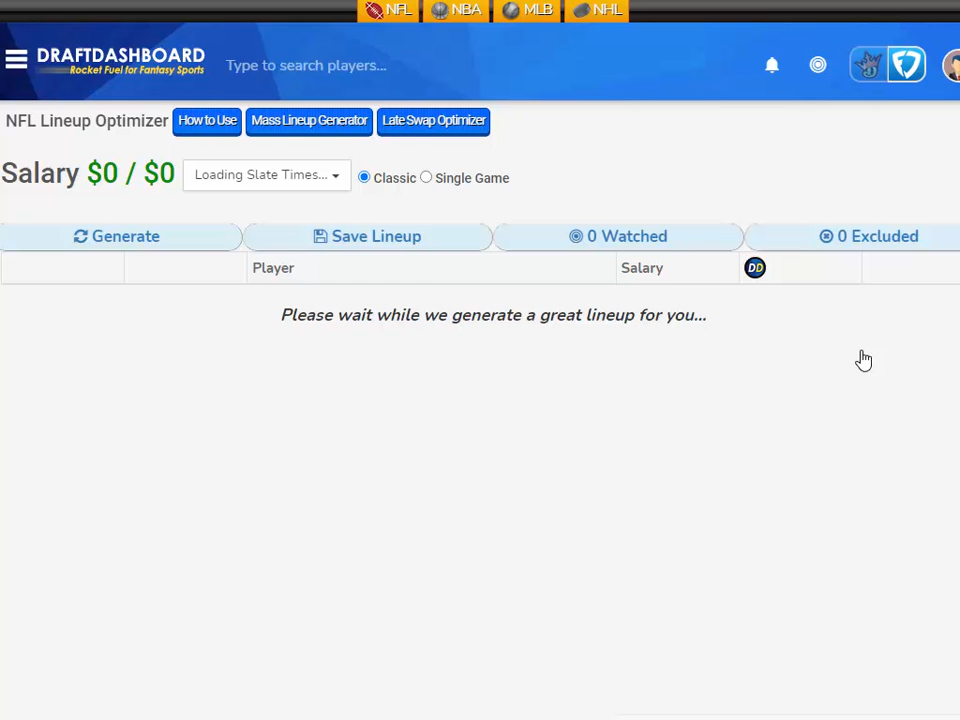 NFL NBA MLB NHL
DRAFTDASHBOARD
Rocket Fuel for Fantasy Sports
Type to search players...
NFL Lineup Optimizer How to Use Mass Lineup Generator Late Swap Optimizer
Salary $0 / $0 Loading Slate Times... Classic Single Game
Generate Save Lineup 0 Watched 0 Excluded
Player Salary DD
Please wait while we generate a great lineup for you...